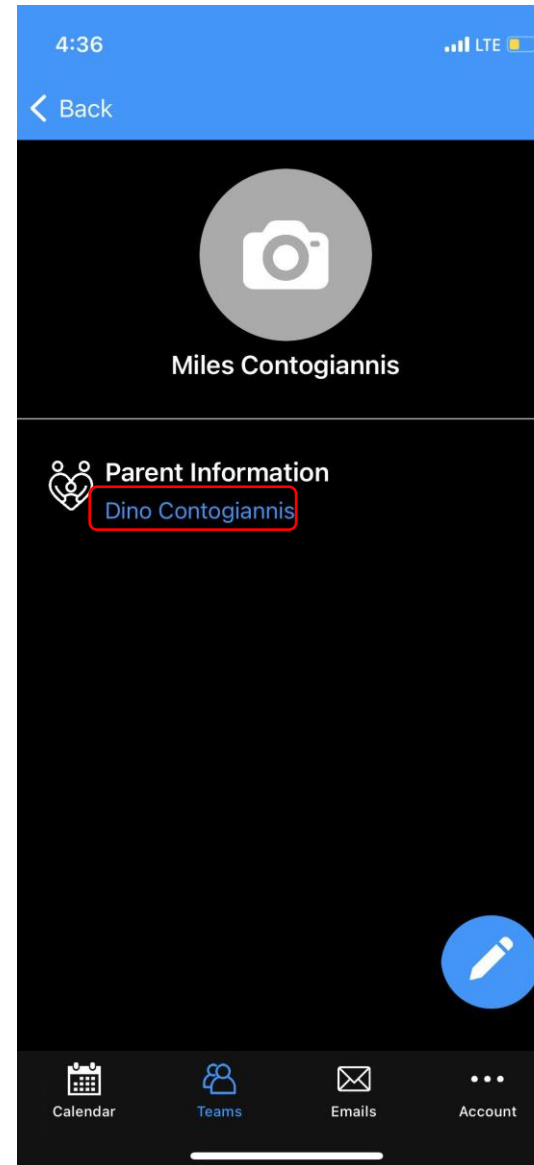 4:36
LTE
Back
Miles Contogiannis
Parent Information
Dino Contogiannis
Calendar
Teams
Emails
Account